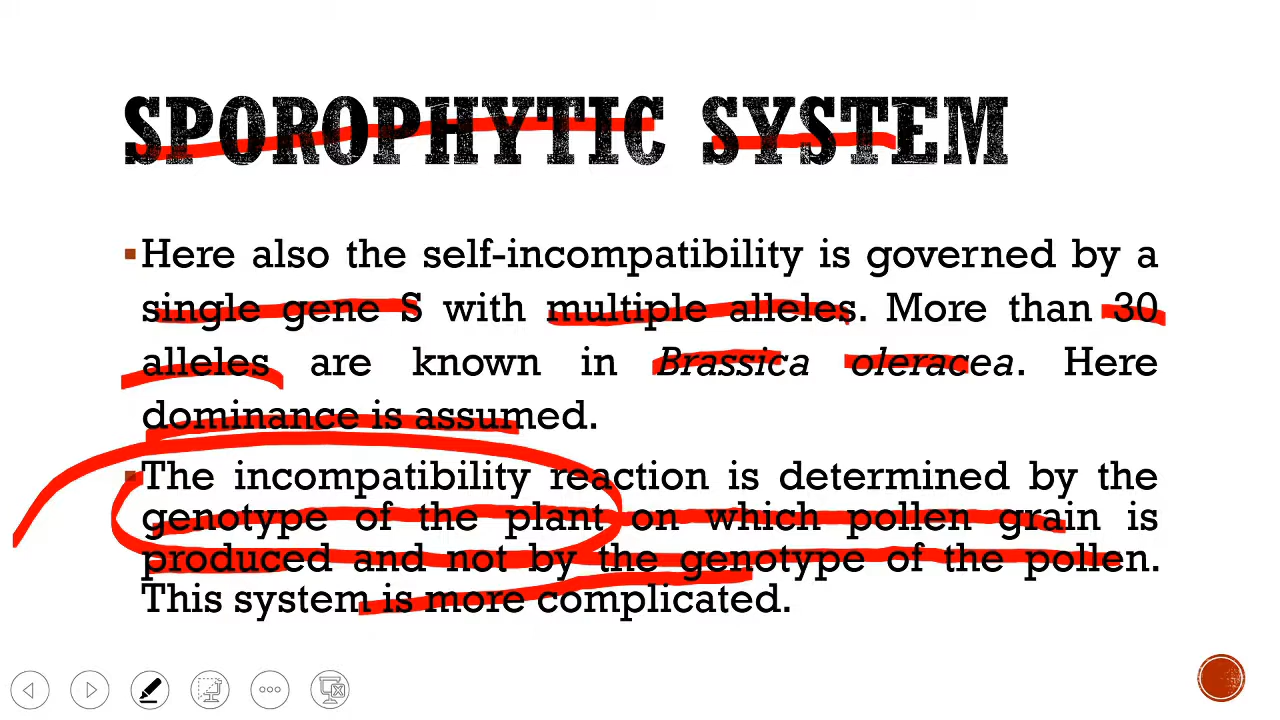 SPOROPHYTIC SYSTEM
▪Here also the self-incompatibility is governed by a
single gene S with multiple alleles. More than 30
alleles are known in Brassica oleracea. Here
dominance is assumed.
▪The incompatibility reaction is determined by the
genotype of the plant on which pollen grain is
produced and not by the genotype of the pollen.
This system is more complicated.